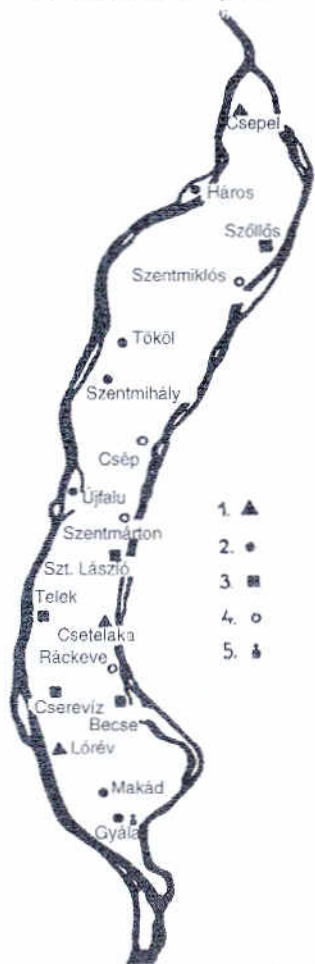 Csepel
Háros
Szőllős
Szentmiklós
Tököl
Szentmihály
Csép
Újfalu
1.
2.
Szentmárton
Szt. László
3.
Telek
4.
Csetelaka
Ráckeve
5.
Cserevíz
Becse
Lórév
Makád
Gyála